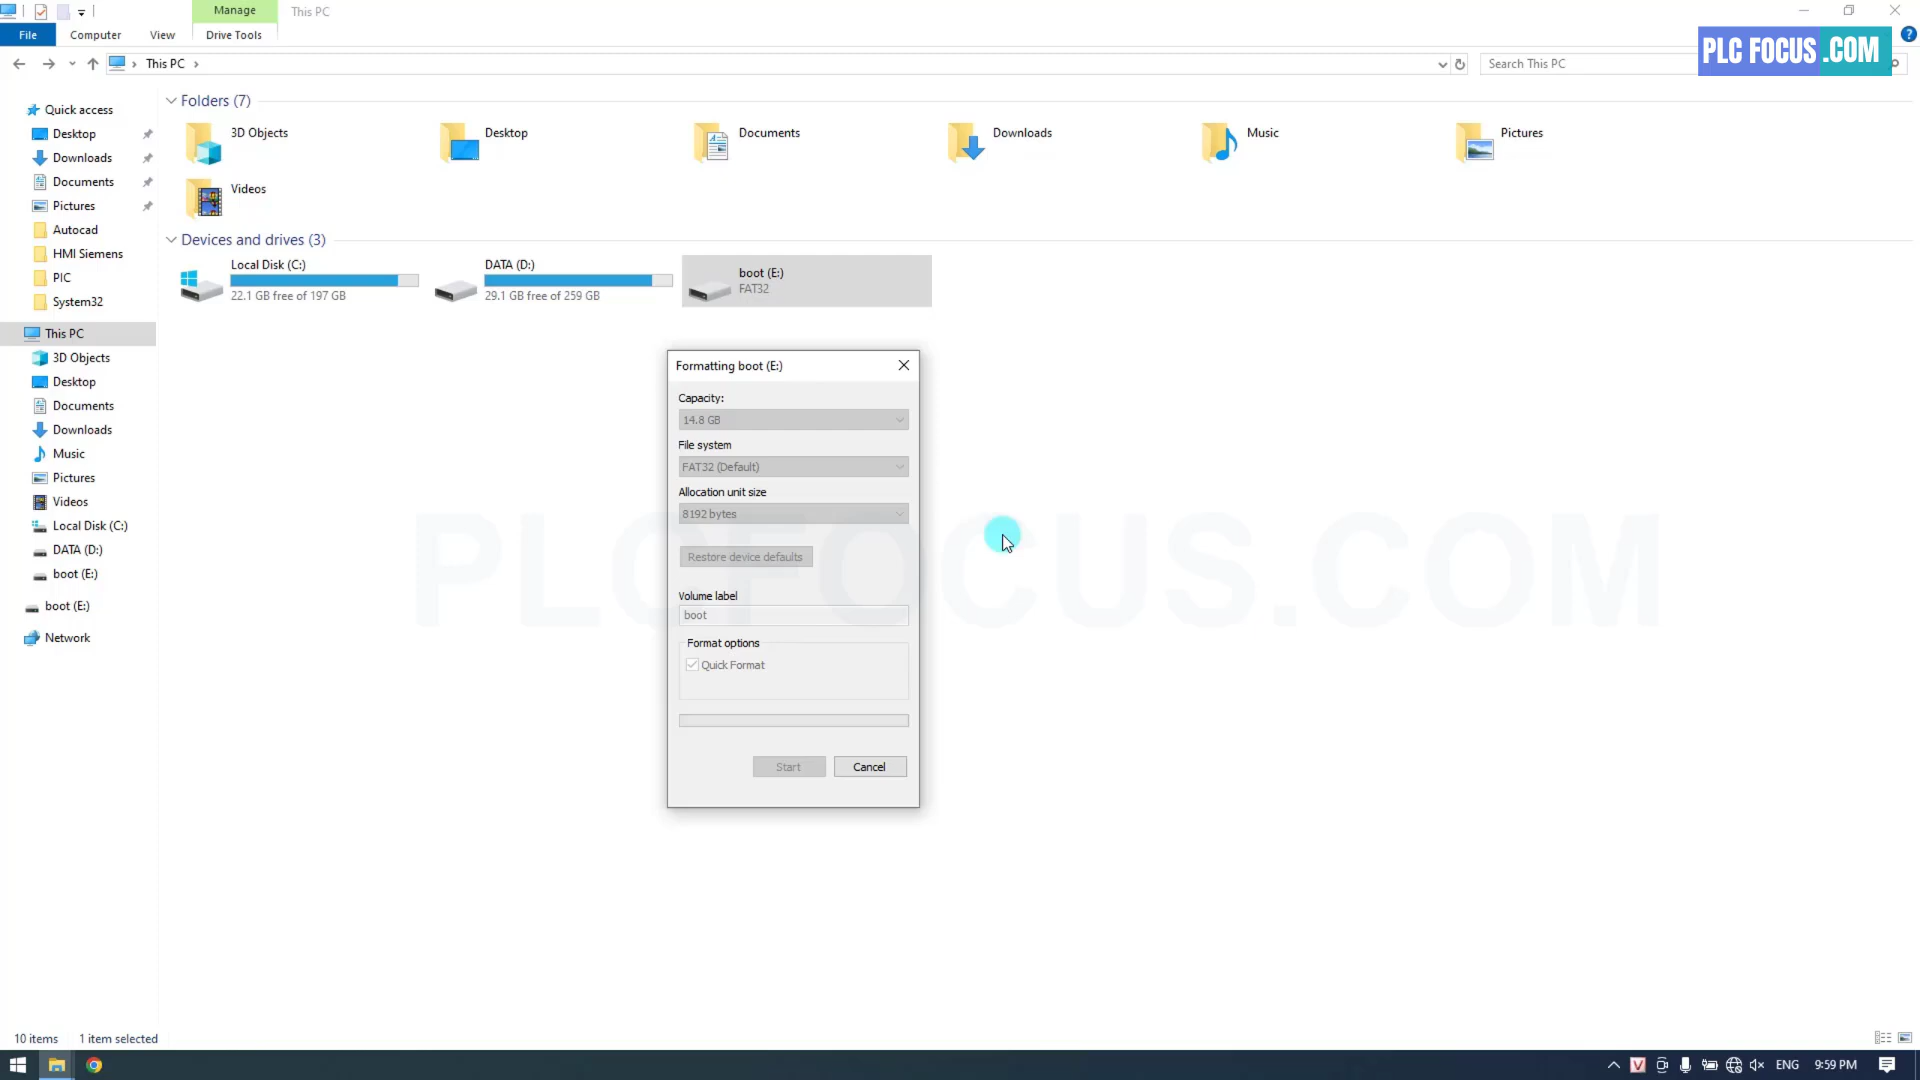 Manage
This PC
File
Computer
View
Drive Tools
PLC FOCUS .COM
?
This PC
Search This PC
Quick access
Desktop
Downloads
Documents
Pictures
Autocad
HMI Siemens
PIC
System32
This PC
3D Objects
Desktop
Documents
Downloads
Music
Pictures
Videos
Local Disk (C:)
DATA (D:)
boot (E:)
boot (E:)
Network
Folders (7)
3D Objects
Desktop
Documents
Downloads
Music
Pictures
Videos
Devices and drives (3)
Local Disk (C:)
22.1 GB free of 197 GB
DATA (D:)
29.1 GB free of 259 GB
boot (E:)
FAT32
Formatting boot (E:)
Capacity:
14.8 GB
File system
FAT32 (Default)
Allocation unit size
8192 bytes
Restore device defaults
Volume label
boot
Format options
Quick Format
Start
Cancel
PLCFOCUS.COM
10 items
1 item selected
V
ENG
9:59 PM